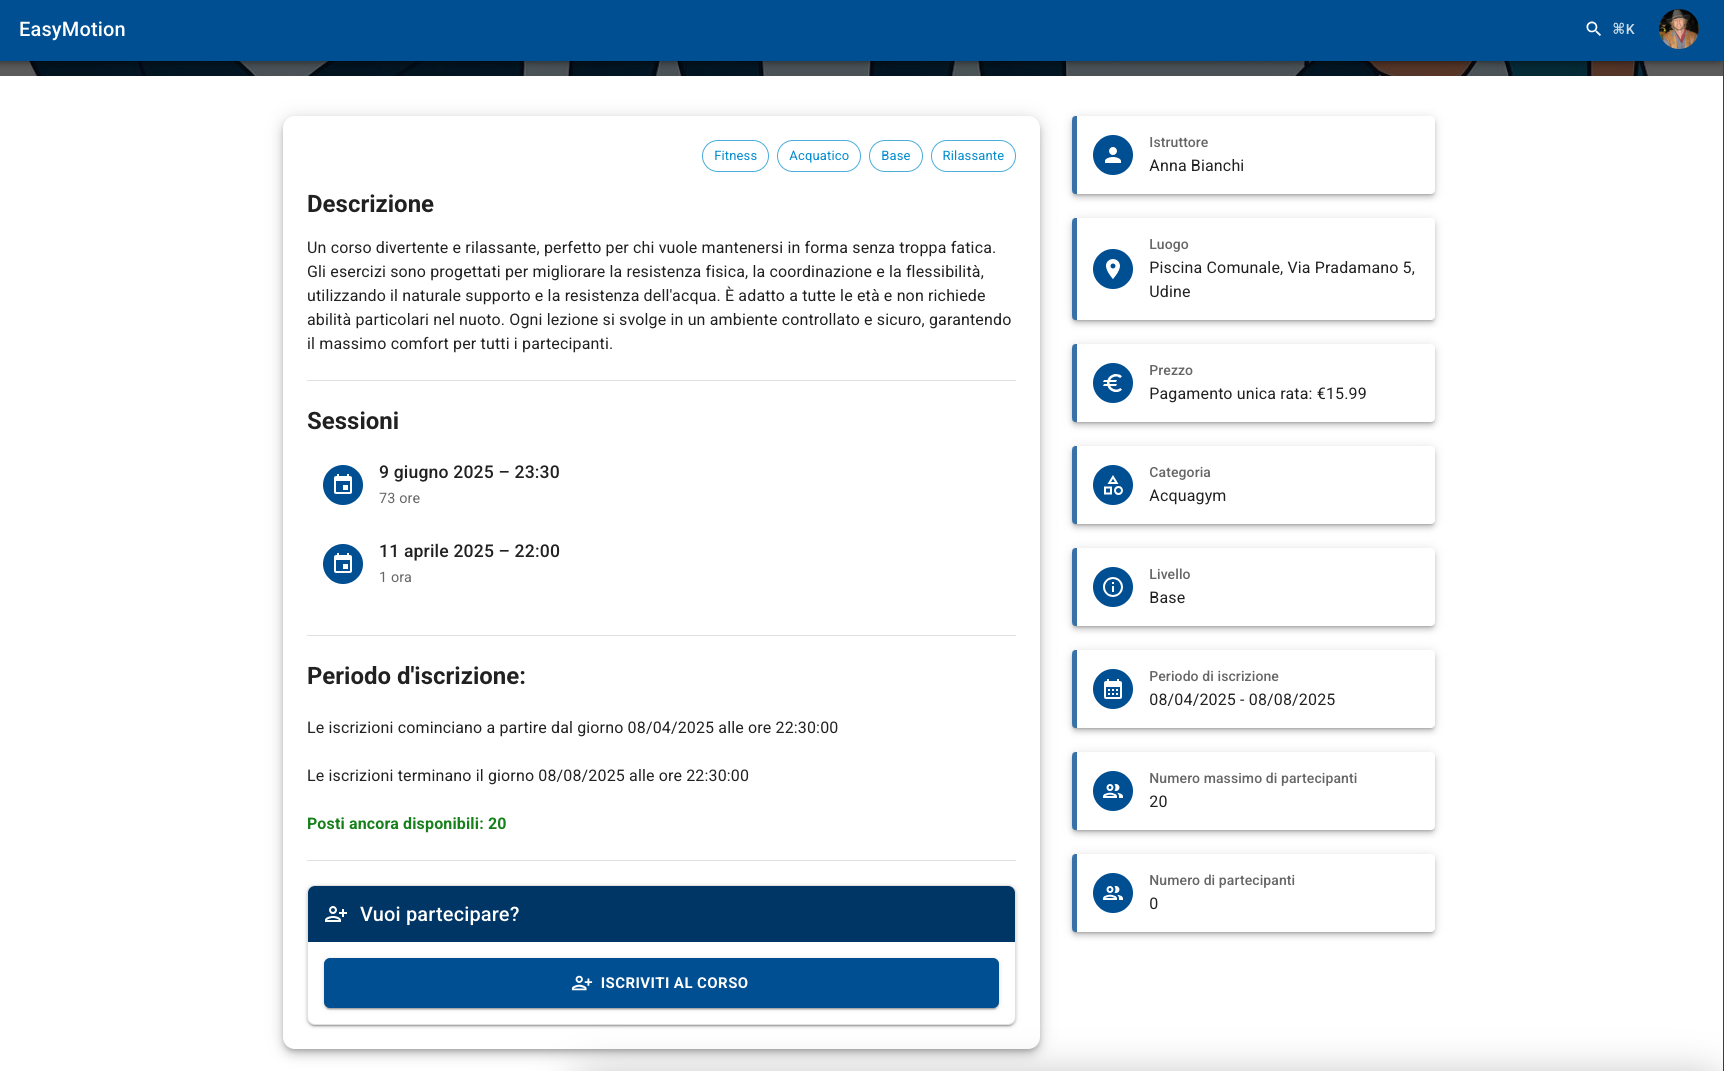 EasyMotion
⌘K
Fitness
Acquatico
Base
Rilassante
Descrizione
Un corso divertente e rilassante, perfetto per chi vuole mantenersi in forma senza troppa fatica.
Gli esercizi sono progettati per migliorare la resistenza fisica, la coordinazione e la flessibilità,
utilizzando il naturale supporto e la resistenza dell'acqua. È adatto a tutte le età e non richiede
abilità particolari nel nuoto. Ogni lezione si svolge in un ambiente controllato e sicuro, garantendo
il massimo comfort per tutti i partecipanti.
Sessioni
9 giugno 2025 – 23:30
73 ore
11 aprile 2025 – 22:00
1 ora
Periodo d'iscrizione:
Le iscrizioni cominciano a partire dal giorno 08/04/2025 alle ore 22:30:00
Le iscrizioni terminano il giorno 08/08/2025 alle ore 22:30:00
Posti ancora disponibili: 20
Vuoi partecipare?
ISCRIVITI AL CORSO
Istruttore
Anna Bianchi
Luogo
Piscina Comunale, Via Pradamano 5,
Udine
Prezzo
Pagamento unica rata: €15.99
Categoria
Acquagym
Livello
Base
Periodo di iscrizione
08/04/2025 - 08/08/2025
Numero massimo di partecipanti
20
Numero di partecipanti
0